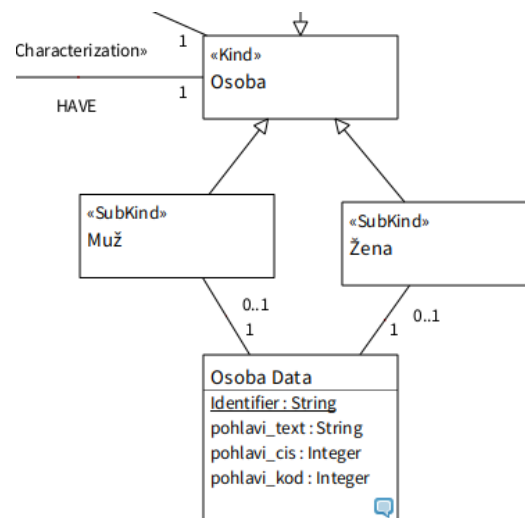 Characterization»
1
«Kind»
Osoba
1
HAVE
«SubKind»
Muž
«SubKind»
Žena
0..1
1
0..1
1
Osoba Data
Identifier : String
pohlavi_text : String
pohlavi_cis : Integer
pohlavi_kod : Integer